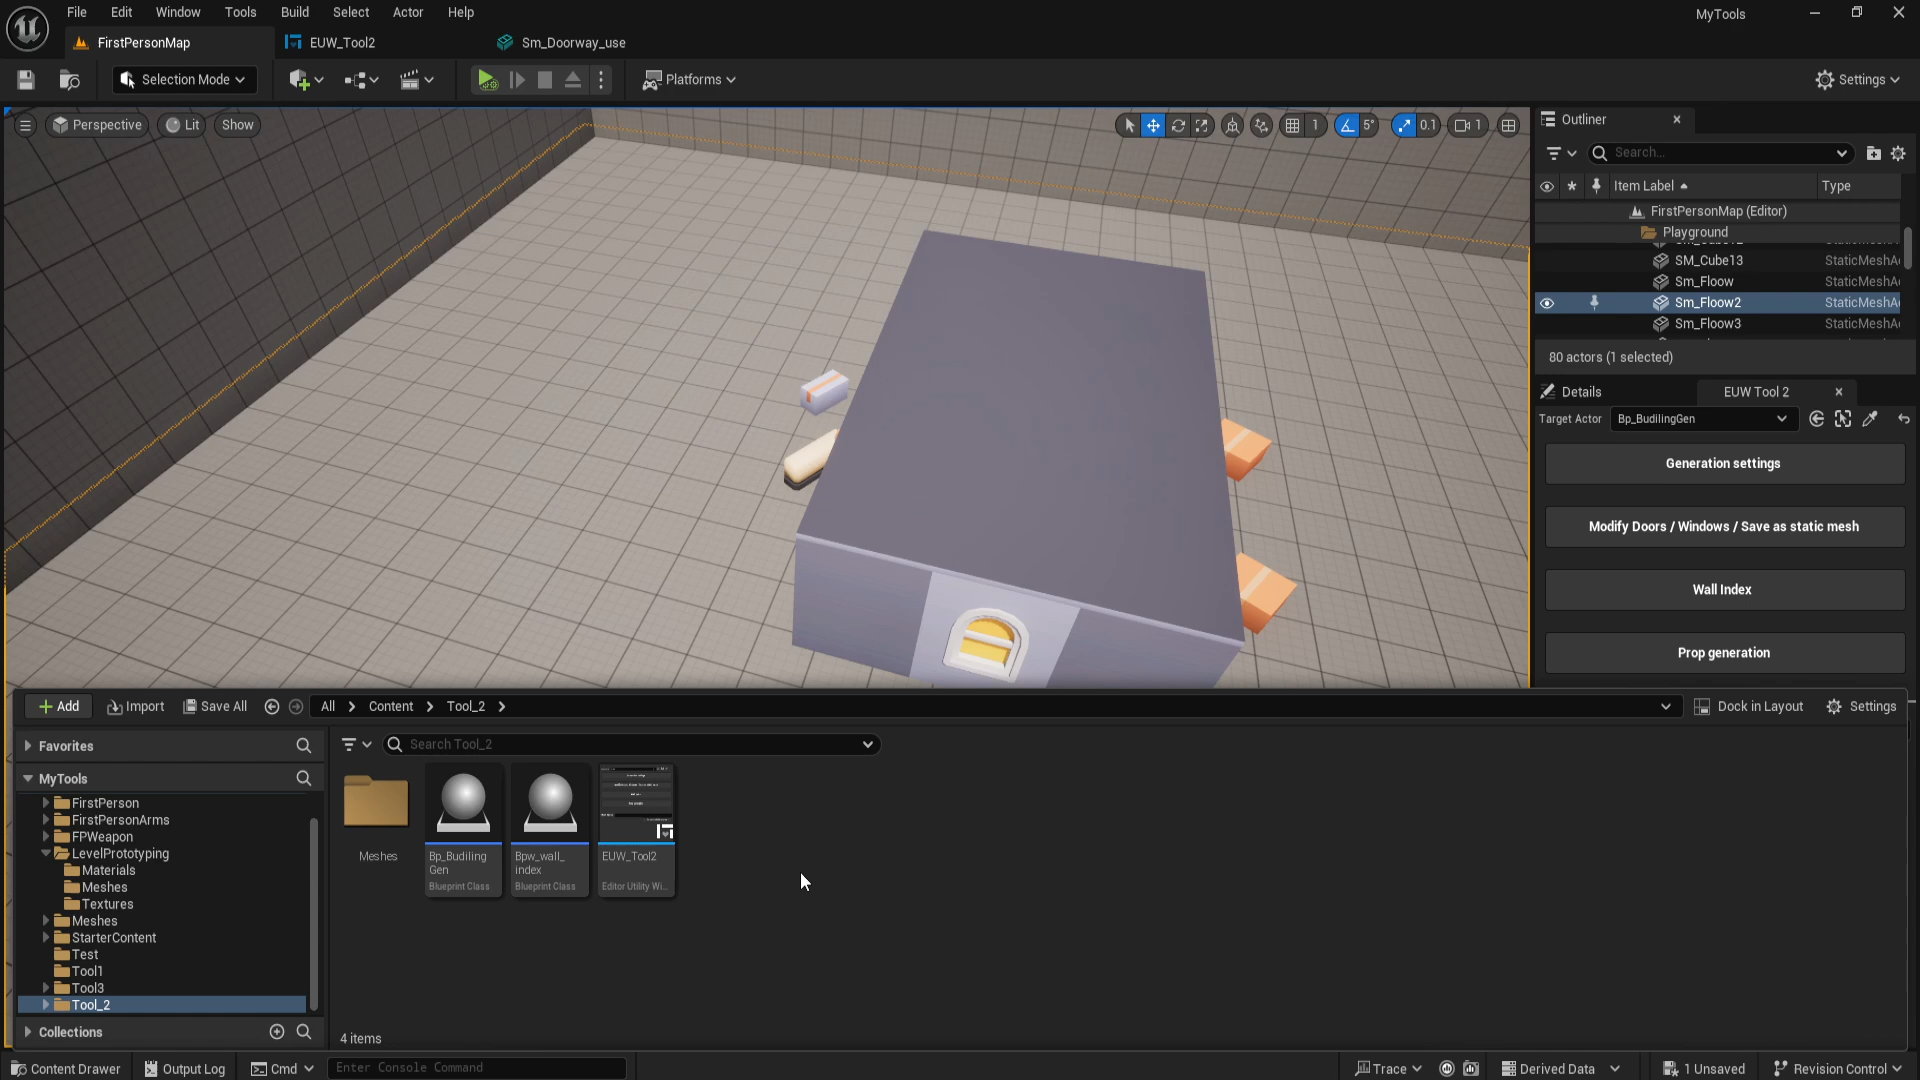 File Edit Window Tools Build Select Actor Help
MyTools
FirstPersonMap
EUW_Tool2
Sm_Doorway_use
Selection Mode
Platforms
Settings
Perspective
Lit
Show
1
5°
0.1
1
Outliner
Search...
Item Label
Type
FirstPersonMap (Editor)
Playground
SM_Cube13
StaticMeshA
Sm_Floow
StaticMeshA
Sm_Floow2
StaticMeshA
Sm_Floow3
StaticMeshA
80 actors (1 selected)
Details
EUW Tool 2
Target Actor
Bp_BudilingGen
Generation settings
Modify Doors / Windows / Save as static mesh
Wall Index
Prop generation
Add
Import
Save All
All
Content
Tool_2
Dock in Layout
Settings
Favorites
Search Tool_2
MyTools
FirstPerson
FirstPersonArms
FPWeapon
LevelPrototyping
Materials
Meshes
Textures
Meshes
StarterContent
Test
Tool1
Tool3
Tool_2
Collections
Meshes
Bp_Budiling
Gen
Blueprint Class
Bpw_wall_
index
Blueprint Class
EUW_Tool2
Editor Utility Wi...
4 items
Content Drawer
Output Log
Cmd
Enter Console Command
Trace
Derived Data
1 Unsaved
Revision Control